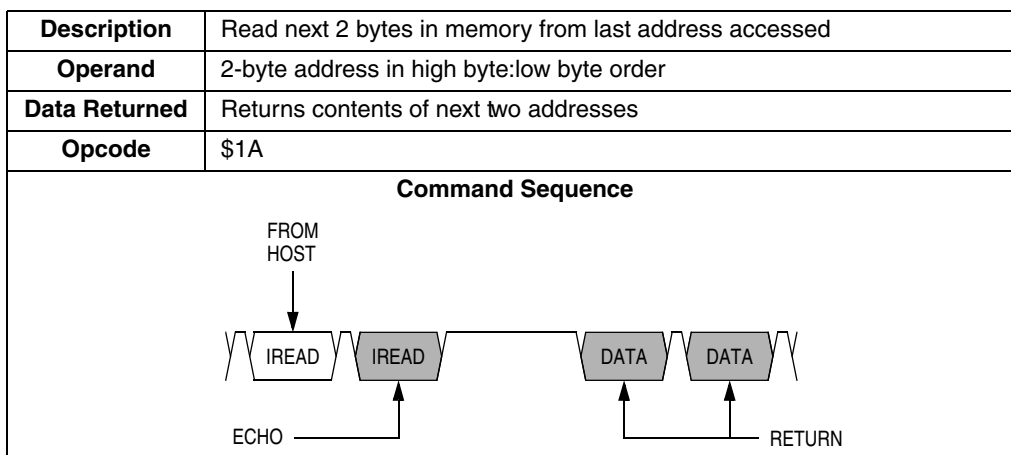 Description Read next 2 bytes in memory from last address accessed
Operand 2-byte address in high byte:low byte order
Data Returned Returns contents of next two addresses
Opcode $1A
Command Sequence
FROM
HOST
IREAD IREAD DATA DATA
ECHO RETURN